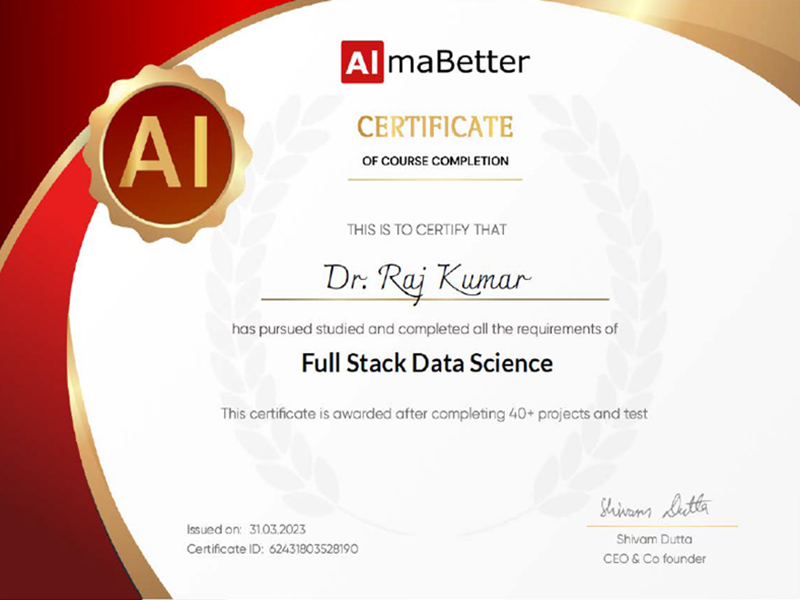 AlmaBetter
AI
CERTIFICATE
OF COURSE COMPLETION
THIS IS TO CERTIFY THAT
Dr. Raj Kumar
has pursued studied and completed all the requirements of
Full Stack Data Science
This certificate is awarded after completing 40+ projects and test
Shivam Dutta
Issued on: 31.03.2023
Certificate ID: 62431803528190
Shivam Dutta
CEO & Co founder